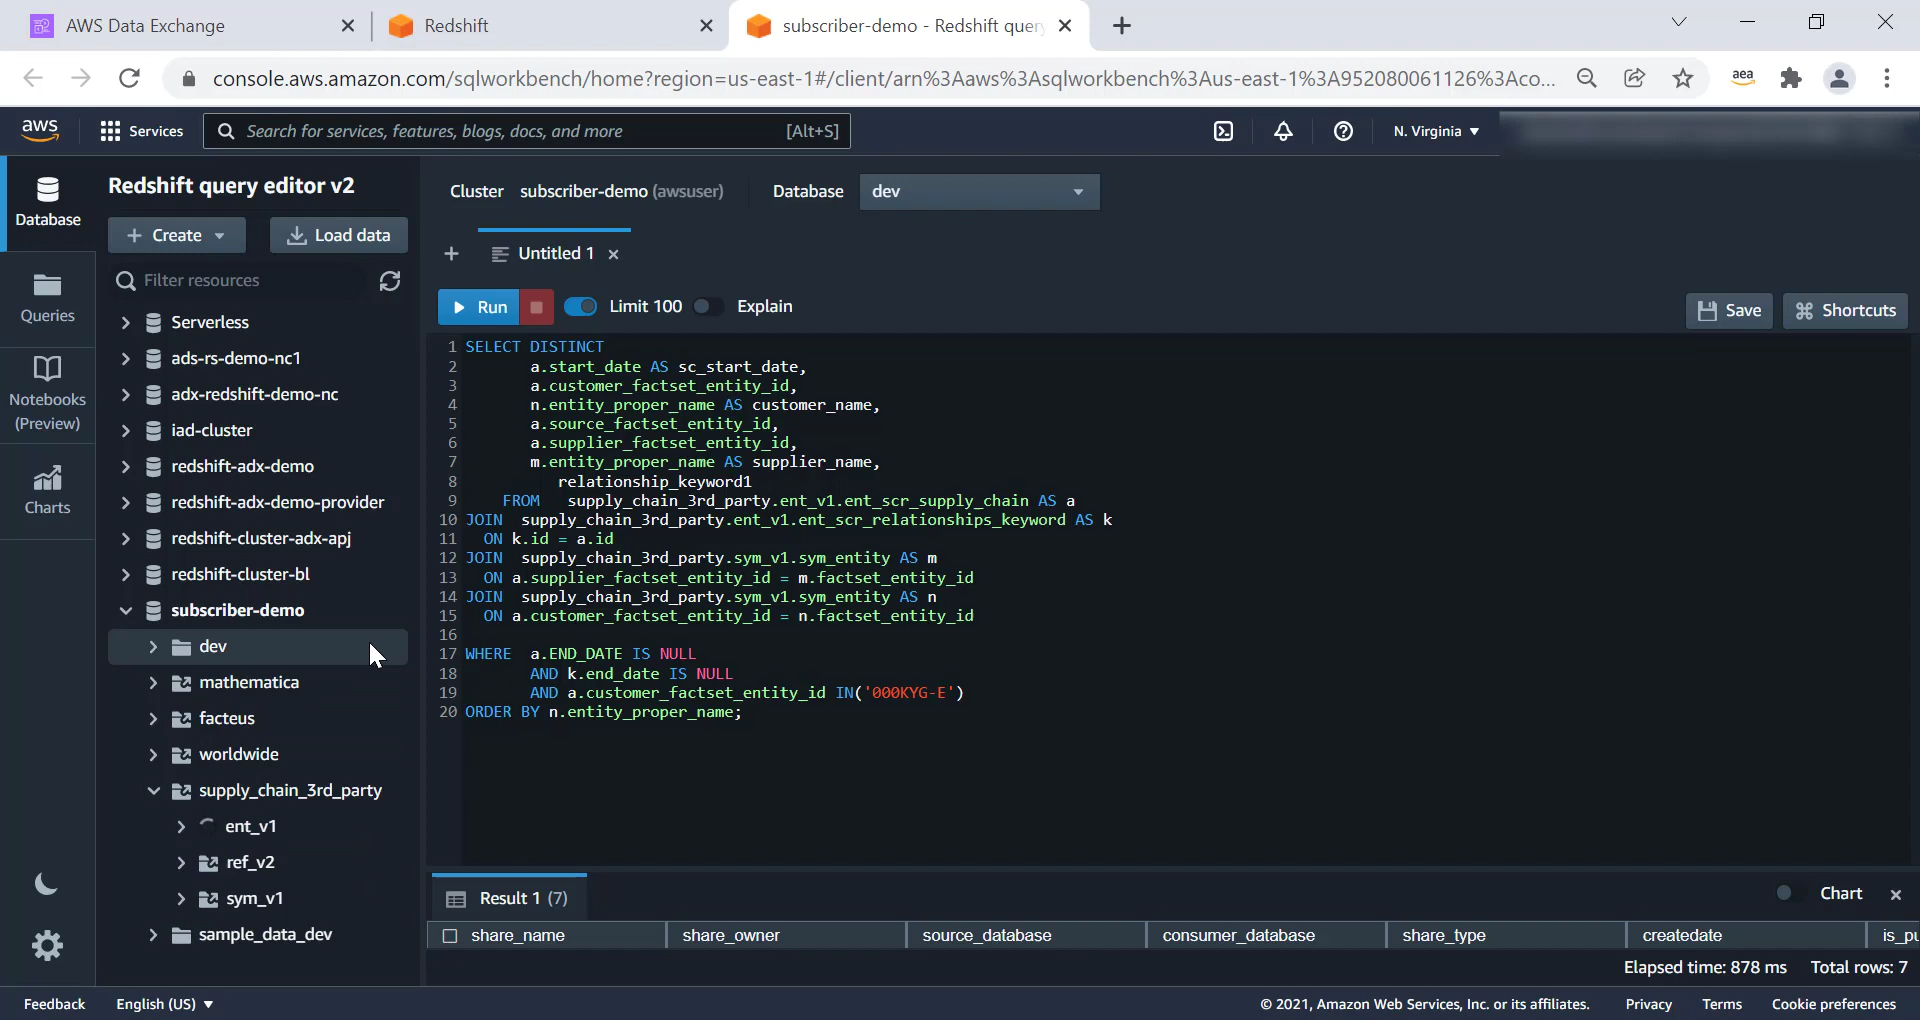 AWS Data Exchange
Redshift
subscriber-demo - Redshift quer
console.aws.amazon.com/sqlworkbench/home?region=us-east-1#/client/arn%3Aaws%3Asqlworkbench%3Aus-east-1%3A952080061126%3Aco...
aea
aws
Services
Search for services, features, blogs, docs, and more
[Alt+S]
N. Virginia
Database
Queries
Notebooks
(Preview)
Charts
Redshift query editor v2
Create
Load data
Filter resources
Serverless
ads-rs-demo-nc1
adx-redshift-demo-nc
iad-cluster
redshift-adx-demo
redshift-adx-demo-provider
redshift-cluster-adx-apj
redshift-cluster-bl
subscriber-demo
dev
mathematica
facteus
worldwide
supply_chain_3rd_party
ent_v1
ref_v2
sym_v1
sample_data_dev
Cluster subscriber-demo (awsuser)
Database dev
+ Untitled 1
Run
Limit 100
Explain
Save
Shortcuts
1 SELECT DISTINCT
2 a.start_date AS sc_start_date,
3 a.customer_factset_entity_id,
4 n.entity_proper_name AS customer_name,
5 a.source_factset_entity_id,
6 a.supplier_factset_entity_id,
7 m.entity_proper_name AS supplier_name,
8 relationship_keyword1
9 FROM supply_chain_3rd_party.ent_v1.ent_scr_supply_chain AS a
10 JOIN supply_chain_3rd_party.ent_v1.ent_scr_relationships_keyword AS k
11 ON k.id = a.id
12 JOIN supply_chain_3rd_party.sym_v1.sym_entity AS m
13 ON a.supplier_factset_entity_id = m.factset_entity_id
14 JOIN supply_chain_3rd_party.sym_v1.sym_entity AS n
15 ON a.customer_factset_entity_id = n.factset_entity_id
16
17 WHERE a.END_DATE IS NULL
18 AND k.end_date IS NULL
19 AND a.customer_factset_entity_id IN('000KYG-E')
20 ORDER BY n.entity_proper_name;
Result 1 (7)
Chart
share_name share_owner source_database consumer_database share_type createdate is_pu
Elapsed time: 878 ms Total rows: 7
Feedback
English (US)
© 2021, Amazon Web Services, Inc. or its affiliates.
Privacy
Terms
Cookie preferences